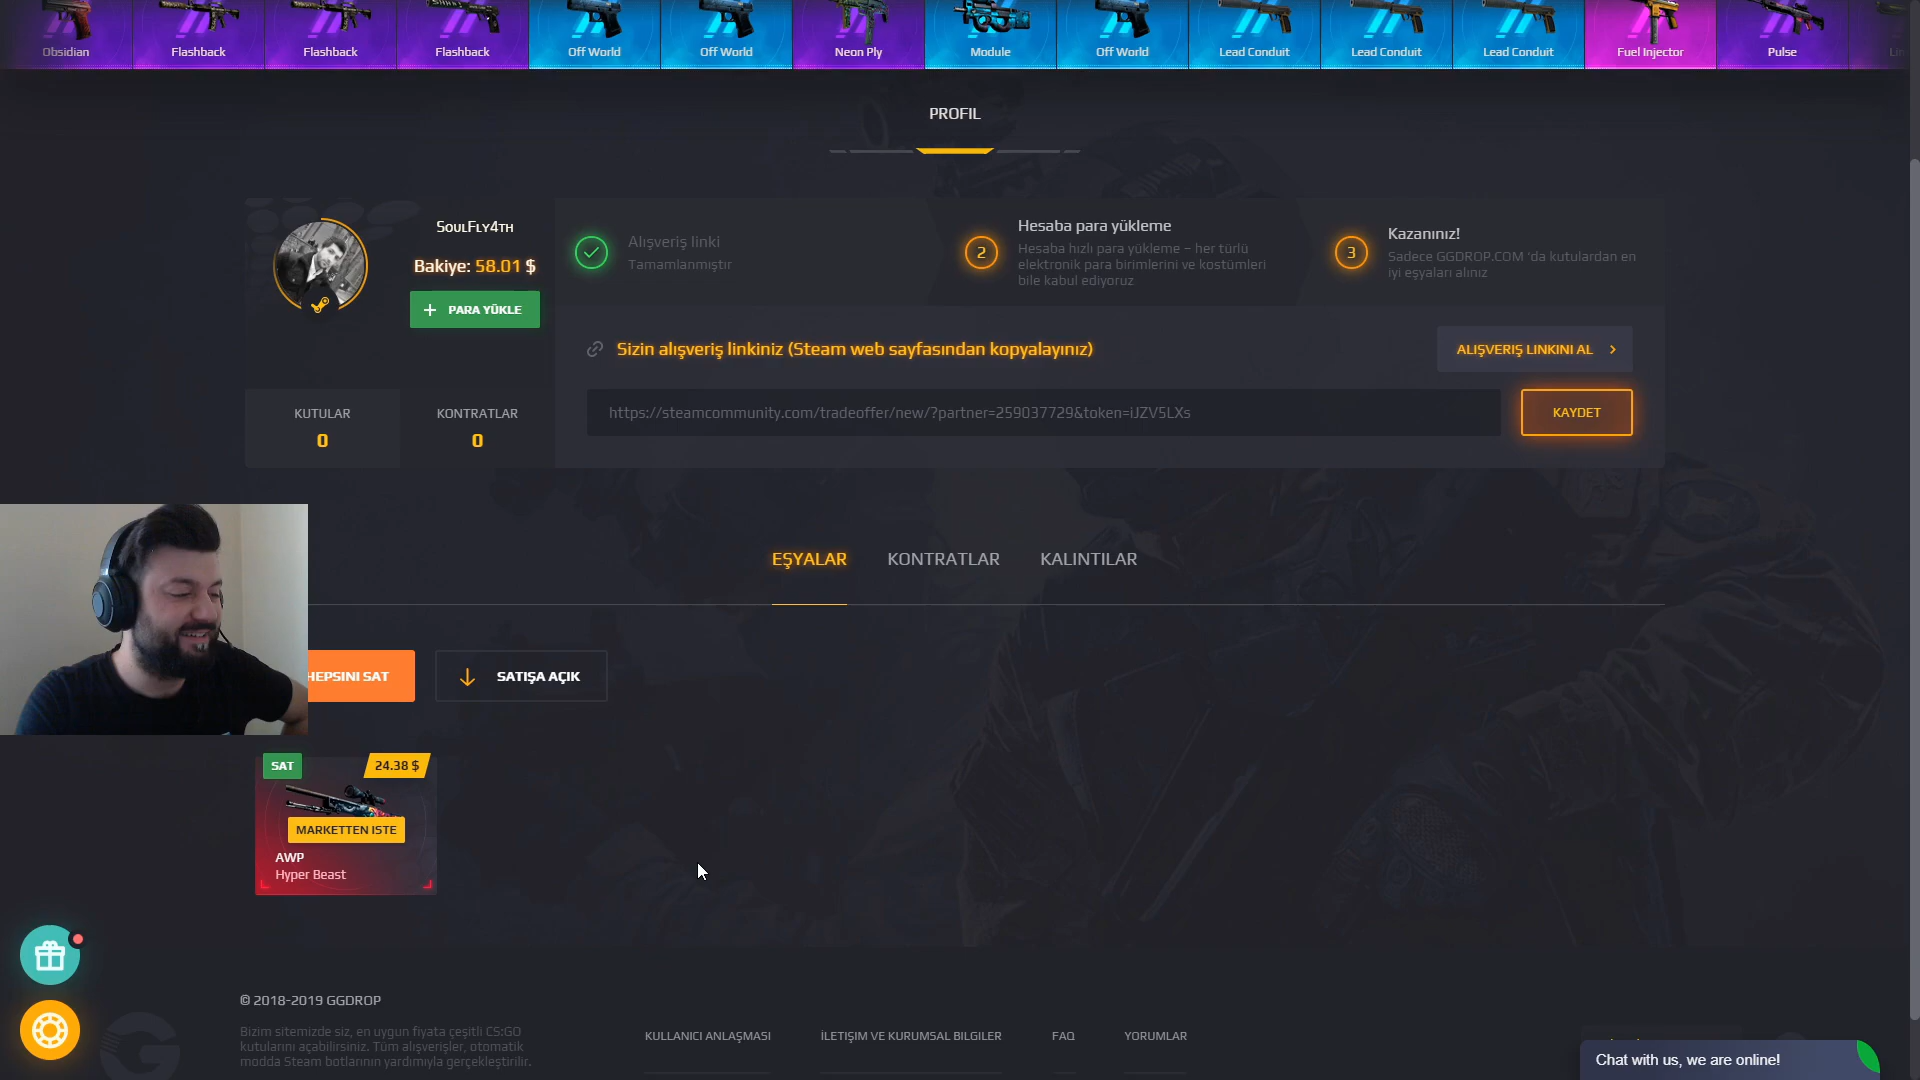 Obsidian
Flashback
Flashback
Flashback
Off World
Off World
Neon Ply
Module
Off World
Lead Conduit
Lead Conduit
Lead Conduit
Fuel Injector
Pulse
PROFIL
SoulFly4th
Bakiye: 58.01 $
PARA YÜKLE
Alışveriş linki
Tamamlanmıştır
2
Hesaba para yükleme
Hesaba hızlı para yükleme – her türlü
elektronik para birimlerini ve kostümleri
bile kabul ediyoruz
3
Kazanınız!
Sadece GGDROP.COM 'da kutulardan en
iyi eşyaları alınız
Sizin alışveriş linkiniz (Steam web sayfasından kopyalayınız)
ALIŞVERIŞ LINKINI AL
https://steamcommunity.com/tradeoffer/new/?partner=259037729&token=iJZV5LXs
KAYDET
KUTULAR
0
KONTRATLAR
0
EŞYALAR
KONTRATLAR
KALINTILAR
HEPSINI SAT
SATIŞA AÇIK
SAT
24.38 $
MARKETTEN ISTE
AWP
Hyper Beast
© 2018-2019 GGDROP
Bizim sitemizde siz, en uygun fiyata çeşitli CS:GO
kutularını açabilirsiniz. Tüm alışverişler, otomatik
modda Steam botlarının yardımıyla gerçekleştirilir.
KULLANICI ANLAŞMASI
İLETIŞIM VE KURUMSAL BILGILER
FAQ
YORUMLAR
Chat with us, we are online!